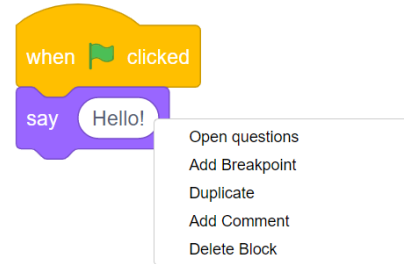 when clicked
say Hello!
Open questions
Add Breakpoint
Duplicate
Add Comment
Delete Block